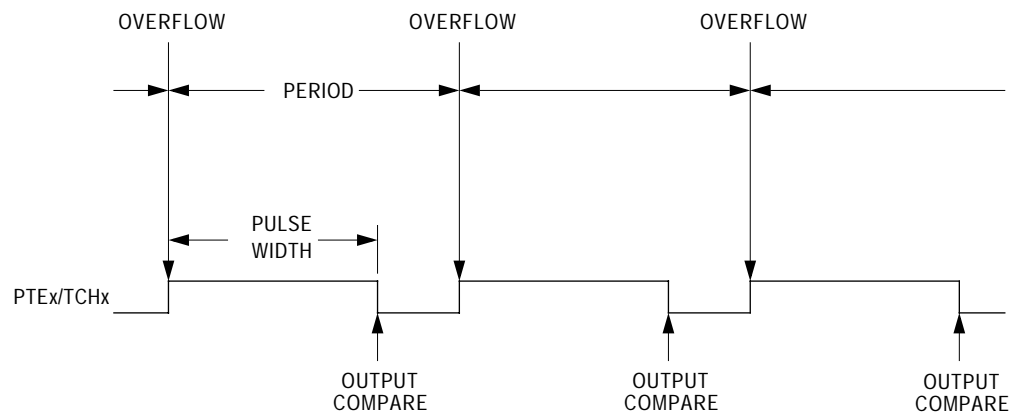 OVERFLOW OVERFLOW OVERFLOW
PERIOD
PULSE
WIDTH
PTEx/TCHx
OUTPUT
COMPARE
OUTPUT
COMPARE
OUTPUT
COMPARE